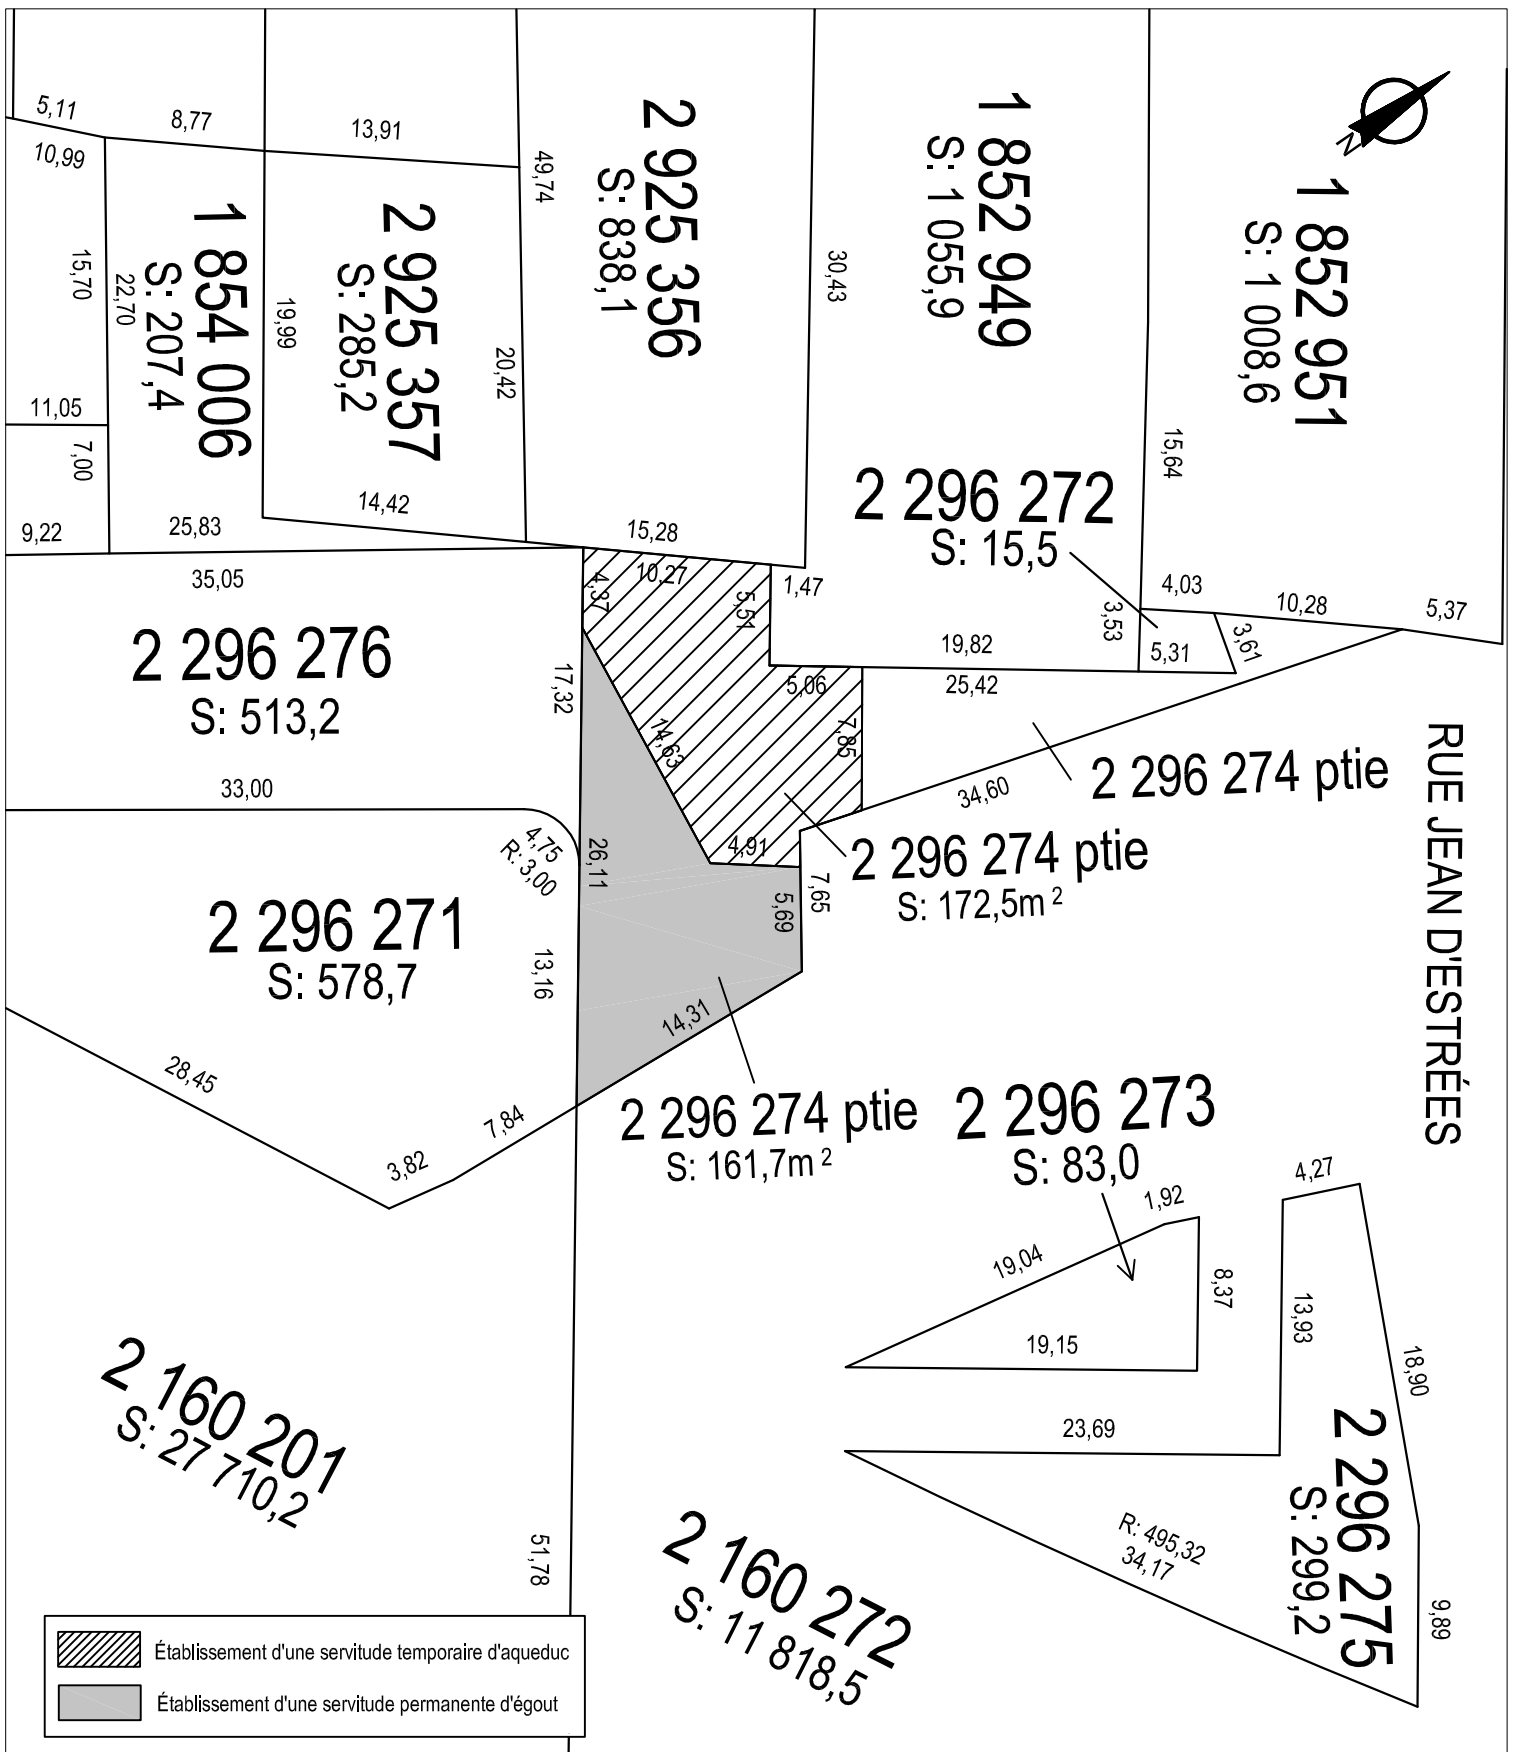 5,11
8,77
13,91
10,99
15,70
22,70
1 854 006
S: 207,4
19,99
2 925 357
S: 285,2
20,42
49,74
2 925 356
S: 838,1
30,43
1 852 949
S: 1 055,9
N
1 852 951
S: 1 008,6
15,64
11,05
7,00
9,22
25,83
14,42
15,28
2 296 272
S: 15,5
35,05
4,37
10,27
5,51
1,47
3,53
4,03
10,28
5,37
19,82
5,31
3,61
2 296 276
S: 513,2
17,32
14,63
5,06
7,85
25,42
2 296 274 ptie
34,60
RUE JEAN D'ESTRÉES
33,00
4,75
R: 3,00
26,11
4,91
2 296 274 ptie
S: 172,5m²
7,65
5,69
2 296 271
S: 578,7
13,16
14,31
28,45
3,82
7,84
2 296 274 ptie
S: 161,7m²
2 296 273
S: 83,0
1,92
19,04
8,37
19,15
4,27
13,93
18,90
23,69
2 296 275
S: 299,2
R: 495,32
34,17
9,89
2 160 201
S: 27 710,2
51,78
2 160 272
S: 11 818,5
Établissement d'une servitude temporaire d'aqueduc
Établissement d'une servitude permanente d'égout